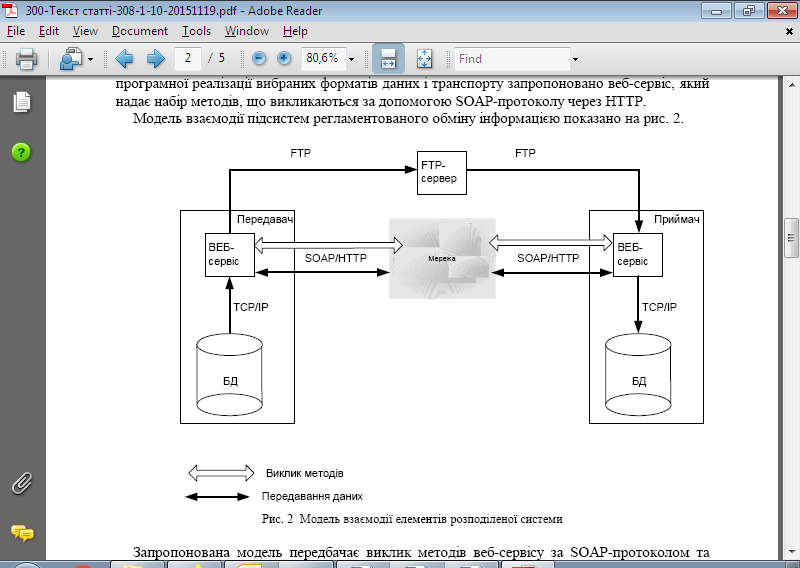 300-Текст статті-308-1-10-20151119.pdf - Adobe Reader
File Edit View Document Tools Window Help
2 / 5 80,6% Find
програмної реалізації вибраних форматів даних і транспорту запропоновано веб-сервіс, який
надає набір методів, що викликаються за допомогою SOAP-протоколу через HTTP.
Модель взаємодії підсистем регламентованого обміну інформацією показано на рис. 2.
FTP
FTP-
сервер
FTP
Передавач
Приймач
ВЕБ-
сервіс
SOAP/HTTP
Мережа
SOAP/HTTP
ВЕБ-
сервіс
TCP/IP
TCP/IP
БД
БД
Виклик методів
Передавання даних
Рис. 2 Модель взаємодії елементів розподіленої системи
Запропонована модель передбачає виклик методів веб-сервісу за SOAP-протоколом та